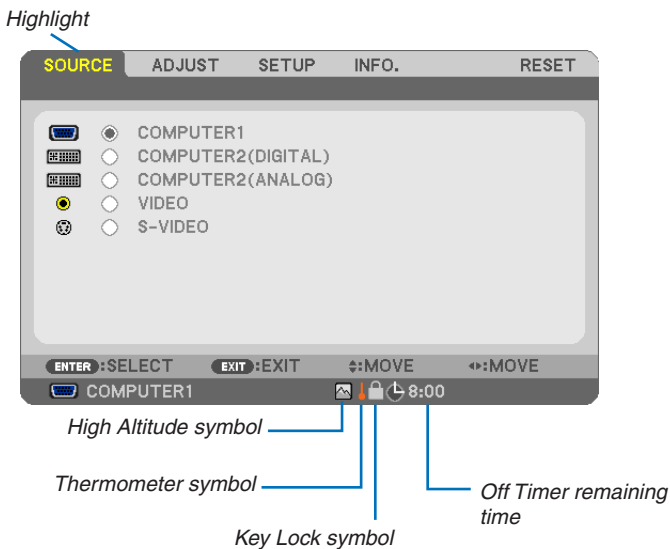 Highlight
SOURCE ADJUST SETUP INFO. RESET
COMPUTER1
COMPUTER2(DIGITAL)
COMPUTER2(ANALOG)
VIDEO
S-VIDEO
ENTER:SELECT EXIT:EXIT :MOVE :MOVE
COMPUTER1 8:00
High Altitude symbol
Thermometer symbol
Off Timer remaining
time
Key Lock symbol